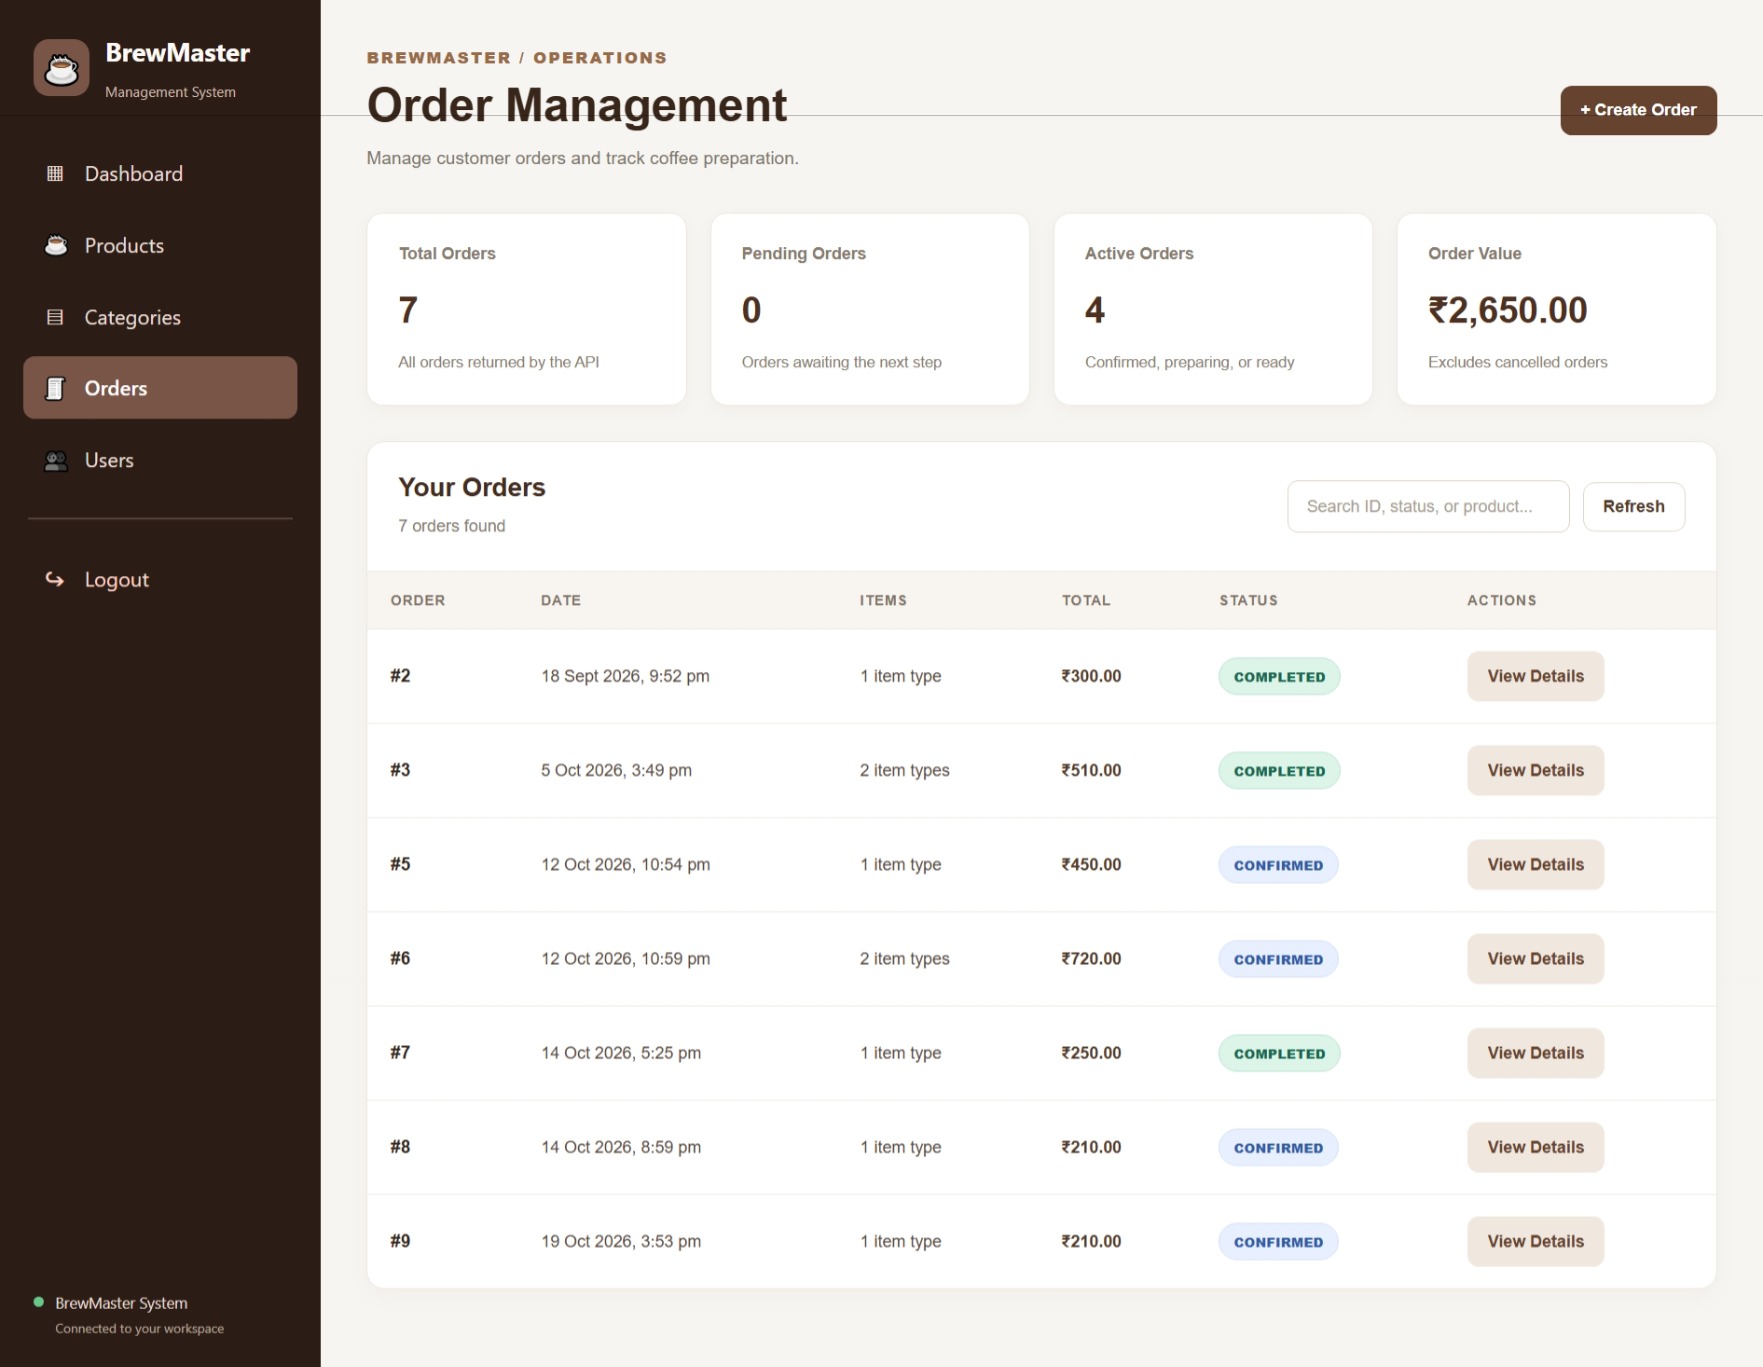 BrewMaster
Management System
Dashboard
Products
Categories
Orders
Users
Logout
BrewMaster System
Connected to your workspace
BREWMASTER / OPERATIONS
Order Management
Manage customer orders and track coffee preparation.
+ Create Order
Total Orders
7
All orders returned by the API
Pending Orders
0
Orders awaiting the next step
Active Orders
4
Confirmed, preparing, or ready
Order Value
₹2,650.00
Excludes cancelled orders
Your Orders
7 orders found
Search ID, status, or product...
Refresh
ORDER DATE ITEMS TOTAL STATUS ACTIONS
#2 18 Sept 2026, 9:52 pm 1 item type ₹300.00 COMPLETED View Details
#3 5 Oct 2026, 3:49 pm 2 item types ₹510.00 COMPLETED View Details
#5 12 Oct 2026, 10:54 pm 1 item type ₹450.00 CONFIRMED View Details
#6 12 Oct 2026, 10:59 pm 2 item types ₹720.00 CONFIRMED View Details
#7 14 Oct 2026, 5:25 pm 1 item type ₹250.00 COMPLETED View Details
#8 14 Oct 2026, 8:59 pm 1 item type ₹210.00 CONFIRMED View Details
#9 19 Oct 2026, 3:53 pm 1 item type ₹210.00 CONFIRMED View Details